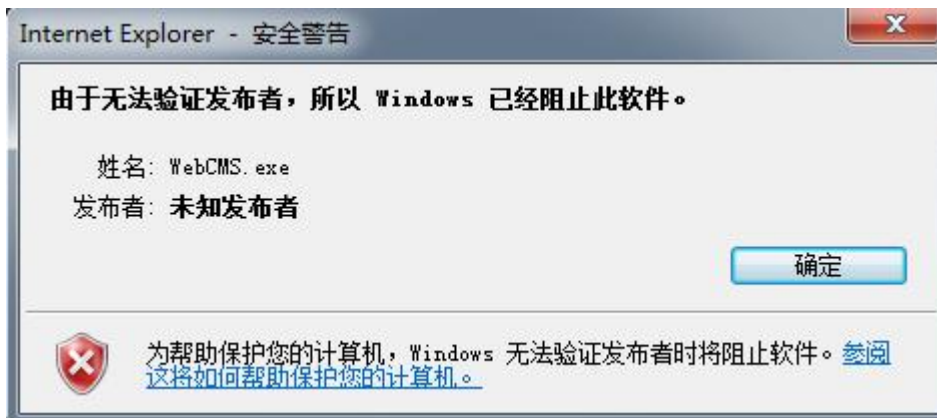 Internet Explorer - 安全警告
由于无法验证发布者，所以 Windows 已经阻止此软件。
姓名: WebCMS.exe
发布者: 未知发布者
确定
为帮助保护您的计算机，Windows 无法验证发布者时将阻止软件。参阅
这将如何帮助保护您的计算机。